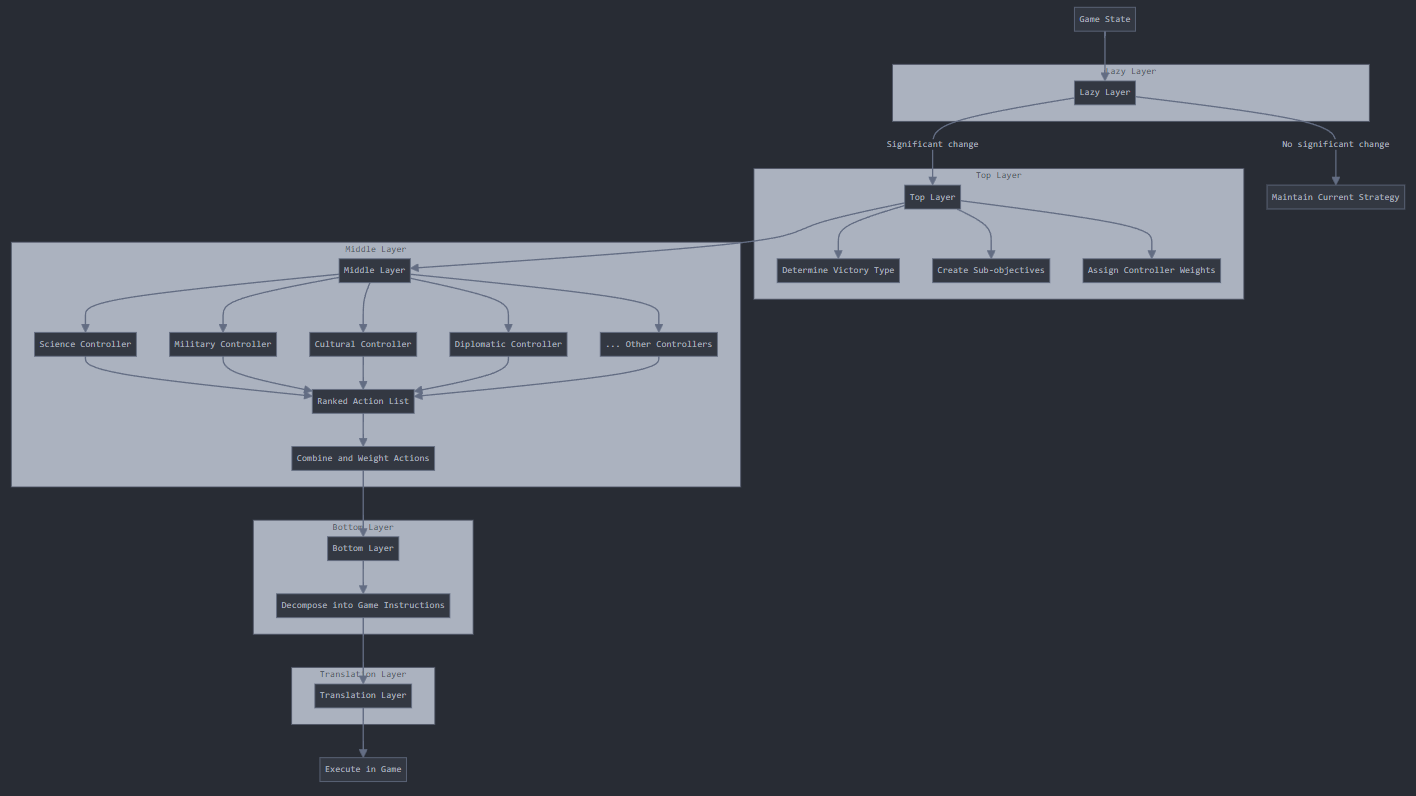 Game State
Lazy Layer
Lazy Layer
Significant change
No significant change
Top Layer
Top Layer
Maintain Current Strategy
Determine Victory Type
Create Sub-objectives
Assign Controller Weights
Middle Layer
Middle Layer
Science Controller
Military Controller
Cultural Controller
Diplomatic Controller
... Other Controllers
Ranked Action List
Combine and Weight Actions
Bottom Layer
Bottom Layer
Decompose into Game Instructions
Translation Layer
Translation Layer
Execute in Game